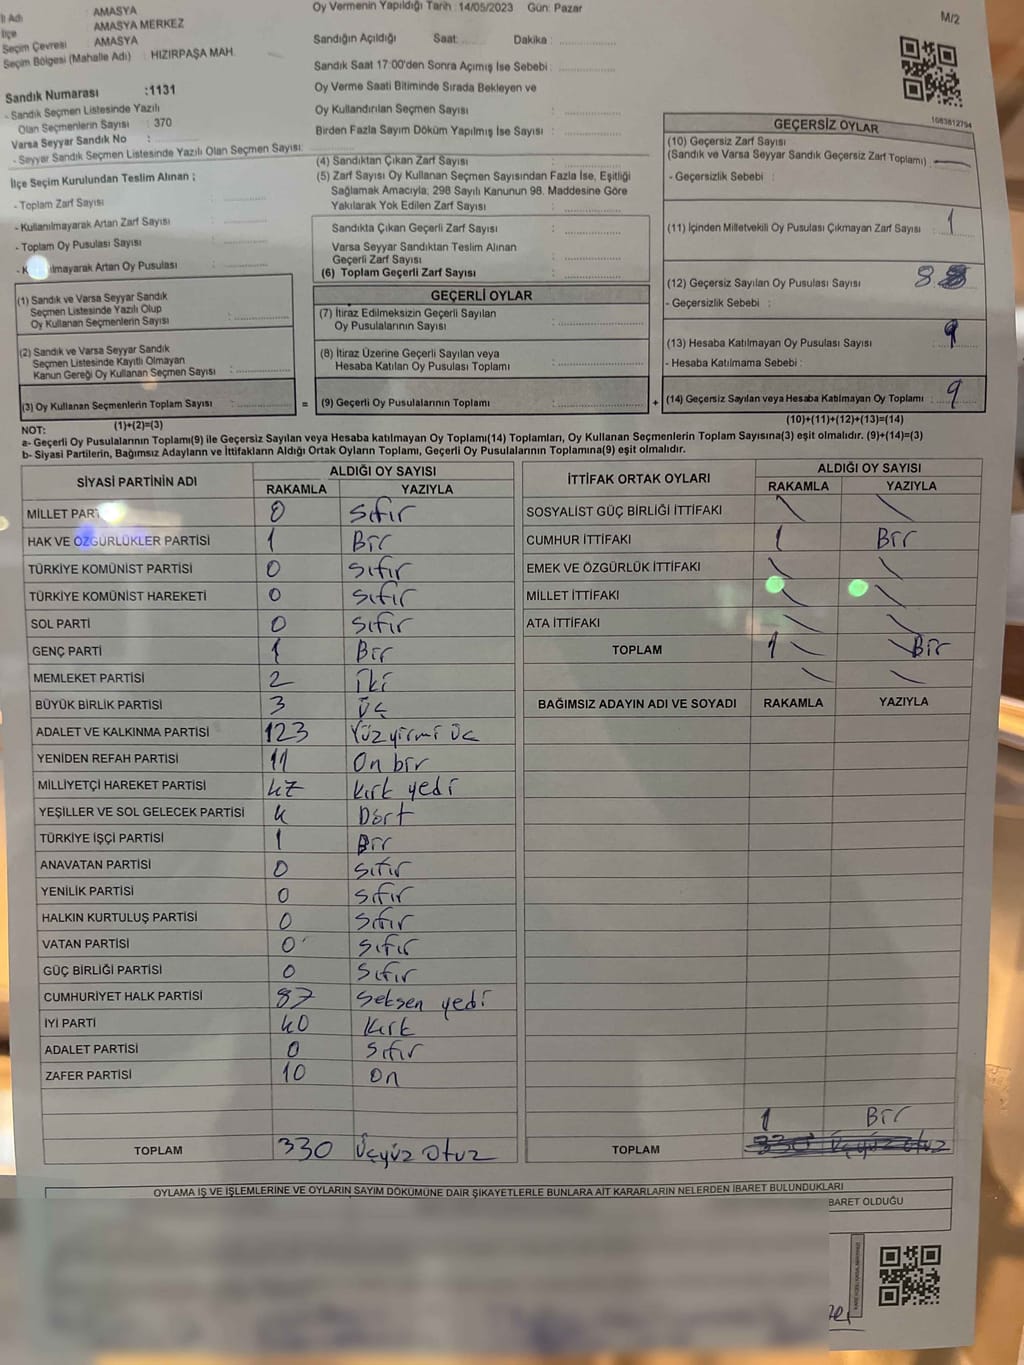 İl Adı : AMASYA
İlçe : AMASYA MERKEZ
Seçim Çevresi : AMASYA
Seçim Bölgesi (Mahalle Adı) : HIZIRPAŞA MAH.
Sandık Numarası :1131
- Sandık Seçmen Listesinde Yazılı
Olan Seçmenlerin Sayısı : 370
Varsa Seyyar Sandık No :
- Seyyar Sandık Seçmen Listesinde Yazılı Olan Seçmen Sayısı:
İlçe Seçim Kurulundan Teslim Alınan ;
- Toplam Zarf Sayısı :
- Kullanılmayarak Artan Zarf Sayısı :
- Toplam Oy Pusulası Sayısı :
ılmayarak Artan Oy Pusulası :
(1) Sandık ve Varsa Seyyar Sandık
Seçmen Listesinde Yazılı Olup
Oy Kullanan Seçmenlerin Sayısı :
(2) Sandık ve Varsa Seyyar Sandık
Seçmen Listesinde Kayıtlı Olmayan
Kanun Gereği Oy Kullanan Seçmen Sayısı :
(3) Oy Kullanan Seçmenlerin Toplam Sayısı :
Oy Vermenin Yapıldığı Tarih :14/05/2023 Gün: Pazar
Sandığın Açıldığı Saat: Dakika :
Sandık Saat 17:00'den Sonra Açımış İse Sebebi :
Oy Verme Saati Bitiminde Sırada Bekleyen ve
Oy Kullandırılan Seçmen Sayısı :
Birden Fazla Sayım Döküm Yapılmış İse Sayısı :
(4) Sandıktan Çıkan Zarf Sayısı :
(5) Zarf Sayısı Oy Kullanan Seçmen Sayısından Fazla İse, Eşitliği
Sağlamak Amacıyla, 298 Sayılı Kanunun 98. Maddesine Göre
Yakılarak Yok Edilen Zarf Sayısı :
Sandıkta Çıkan Geçerli Zarf Sayısı :
Varsa Seyyar Sandıktan Teslim Alınan
Geçerli Zarf Sayısı :
(6) Toplam Geçerli Zarf Sayısı :
GEÇERLİ OYLAR
(7) İtiraz Edilmeksizin Geçerli Sayılan
Oy Pusulalarının Sayısı :
(8) İtiraz Üzerine Geçerli Sayılan veya
Hesaba Katılan Oy Pusulası Toplamı :
= (9) Geçerli Oy Pusulalarının Toplamı :
M/2
1083812794
GEÇERSİZ OYLAR
(10) Geçersiz Zarf Sayısı
(Sandık ve Varsa Seyyar Sandık Geçersiz Zarf Toplamı) :
- Geçersizlik Sebebi :
(11) İçinden Milletvekili Oy Pusulası Çıkmayan Zarf Sayısı : 1
(12) Geçersiz Sayılan Oy Pusulası Sayısı : 8
- Geçersizlik Sebebi :
(13) Hesaba Katılmayan Oy Pusulası Sayısı : 9
- Hesaba Katılmama Sebebi :
+ (14) Geçersiz Sayılan veya Hesaba Katılmayan Oy Toplamı : 9
NOT: (1)+(2)=(3) (10)+(11)+(12)+(13)=(14)
a- Geçerli Oy Pusulalarının Toplamı(9) ile Geçersiz Sayılan veya Hesaba katılmayan Oy Toplamı(14) Toplamları, Oy Kullanan Seçmenlerin Toplam Sayısına(3) eşit olmalıdır. (9)+(14)=(3)
b- Siyasi Partilerin, Bağımsız Adayların ve İttifakların Aldığı Ortak Oyların Toplamı, Geçerli Oy Pusulalarının Toplamına(9) eşit olmalıdır.
SİYASİ PARTİNİN ADI ALDIĞI OY SAYISI
RAKAMLA YAZIYLA
MİLLET PAR 0 Sıfır
HAK VE ÖZGÜRLÜKLER PARTİSİ 1 Bir
TÜRKİYE KOMÜNİST PARTİSİ 0 Sıfır
TÜRKİYE KOMÜNİST HAREKETİ 0 Sıfır
SOL PARTİ 0 Sıfır
GENÇ PARTİ 1 Bir
MEMLEKET PARTİSİ 2 İki
BÜYÜK BİRLİK PARTİSİ 3 Üç
ADALET VE KALKINMA PARTİSİ 123 Yüzyirmi Üç
YENİDEN REFAH PARTİSİ 11 On bir
MİLLİYETÇİ HAREKET PARTİSİ 47 Kırk yedi
YEŞİLLER VE SOL GELECEK PARTİSİ 4 Dört
TÜRKİYE İŞÇİ PARTİSİ 1 Bir
ANAVATAN PARTİSİ 0 Sıfır
YENİLİK PARTİSİ 0 Sıfır
HALKIN KURTULUŞ PARTİSİ 0 Sıfır
VATAN PARTİSİ 0 Sıfır
GÜÇ BİRLİĞİ PARTİSİ 0 Sıfır
CUMHURİYET HALK PARTİSİ 87 Seksen yedi
İYİ PARTİ 40 Kırk
ADALET PARTİSİ 0 Sıfır
ZAFER PARTİSİ 10 On
TOPLAM 330 Üçyüz Otuz
İTTİFAK ORTAK OYLARI ALDIĞI OY SAYISI
RAKAMLA YAZIYLA
SOSYALİST GÜÇ BİRLİĞİ İTTİFAKI
CUMHUR İTTİFAKI 1 Bir
EMEK VE ÖZGÜRLÜK İTTİFAKI
MİLLET İTTİFAKI
ATA İTTİFAKI
TOPLAM 1 Bir
BAĞIMSIZ ADAYIN ADI VE SOYADI RAKAMLA YAZIYLA
1 Bir
TOPLAM 330 Üçyüz Otuz
OYLAMA İŞ VE İŞLEMLERİNE VE OYLARIN SAYIM DÖKÜMÜNE DAİR ŞİKAYETLERLE BUNLARA AİT KARARLARIN NELERDEN İBARET BULUNDUKLARI
BARET OLDUĞU